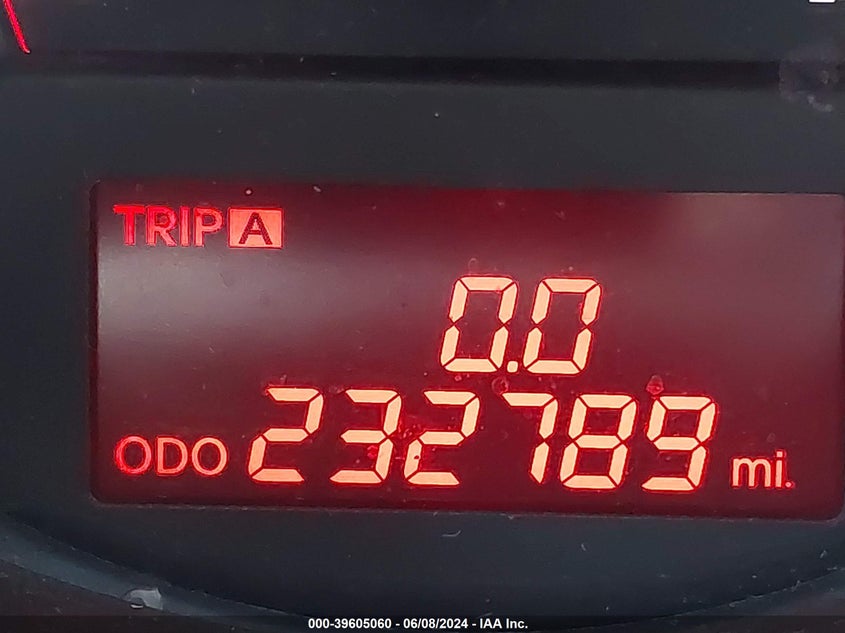 TRIP A
0.0
ODO 232789 mi.
000-39605060 - 06/08/2024 - IAA Inc.